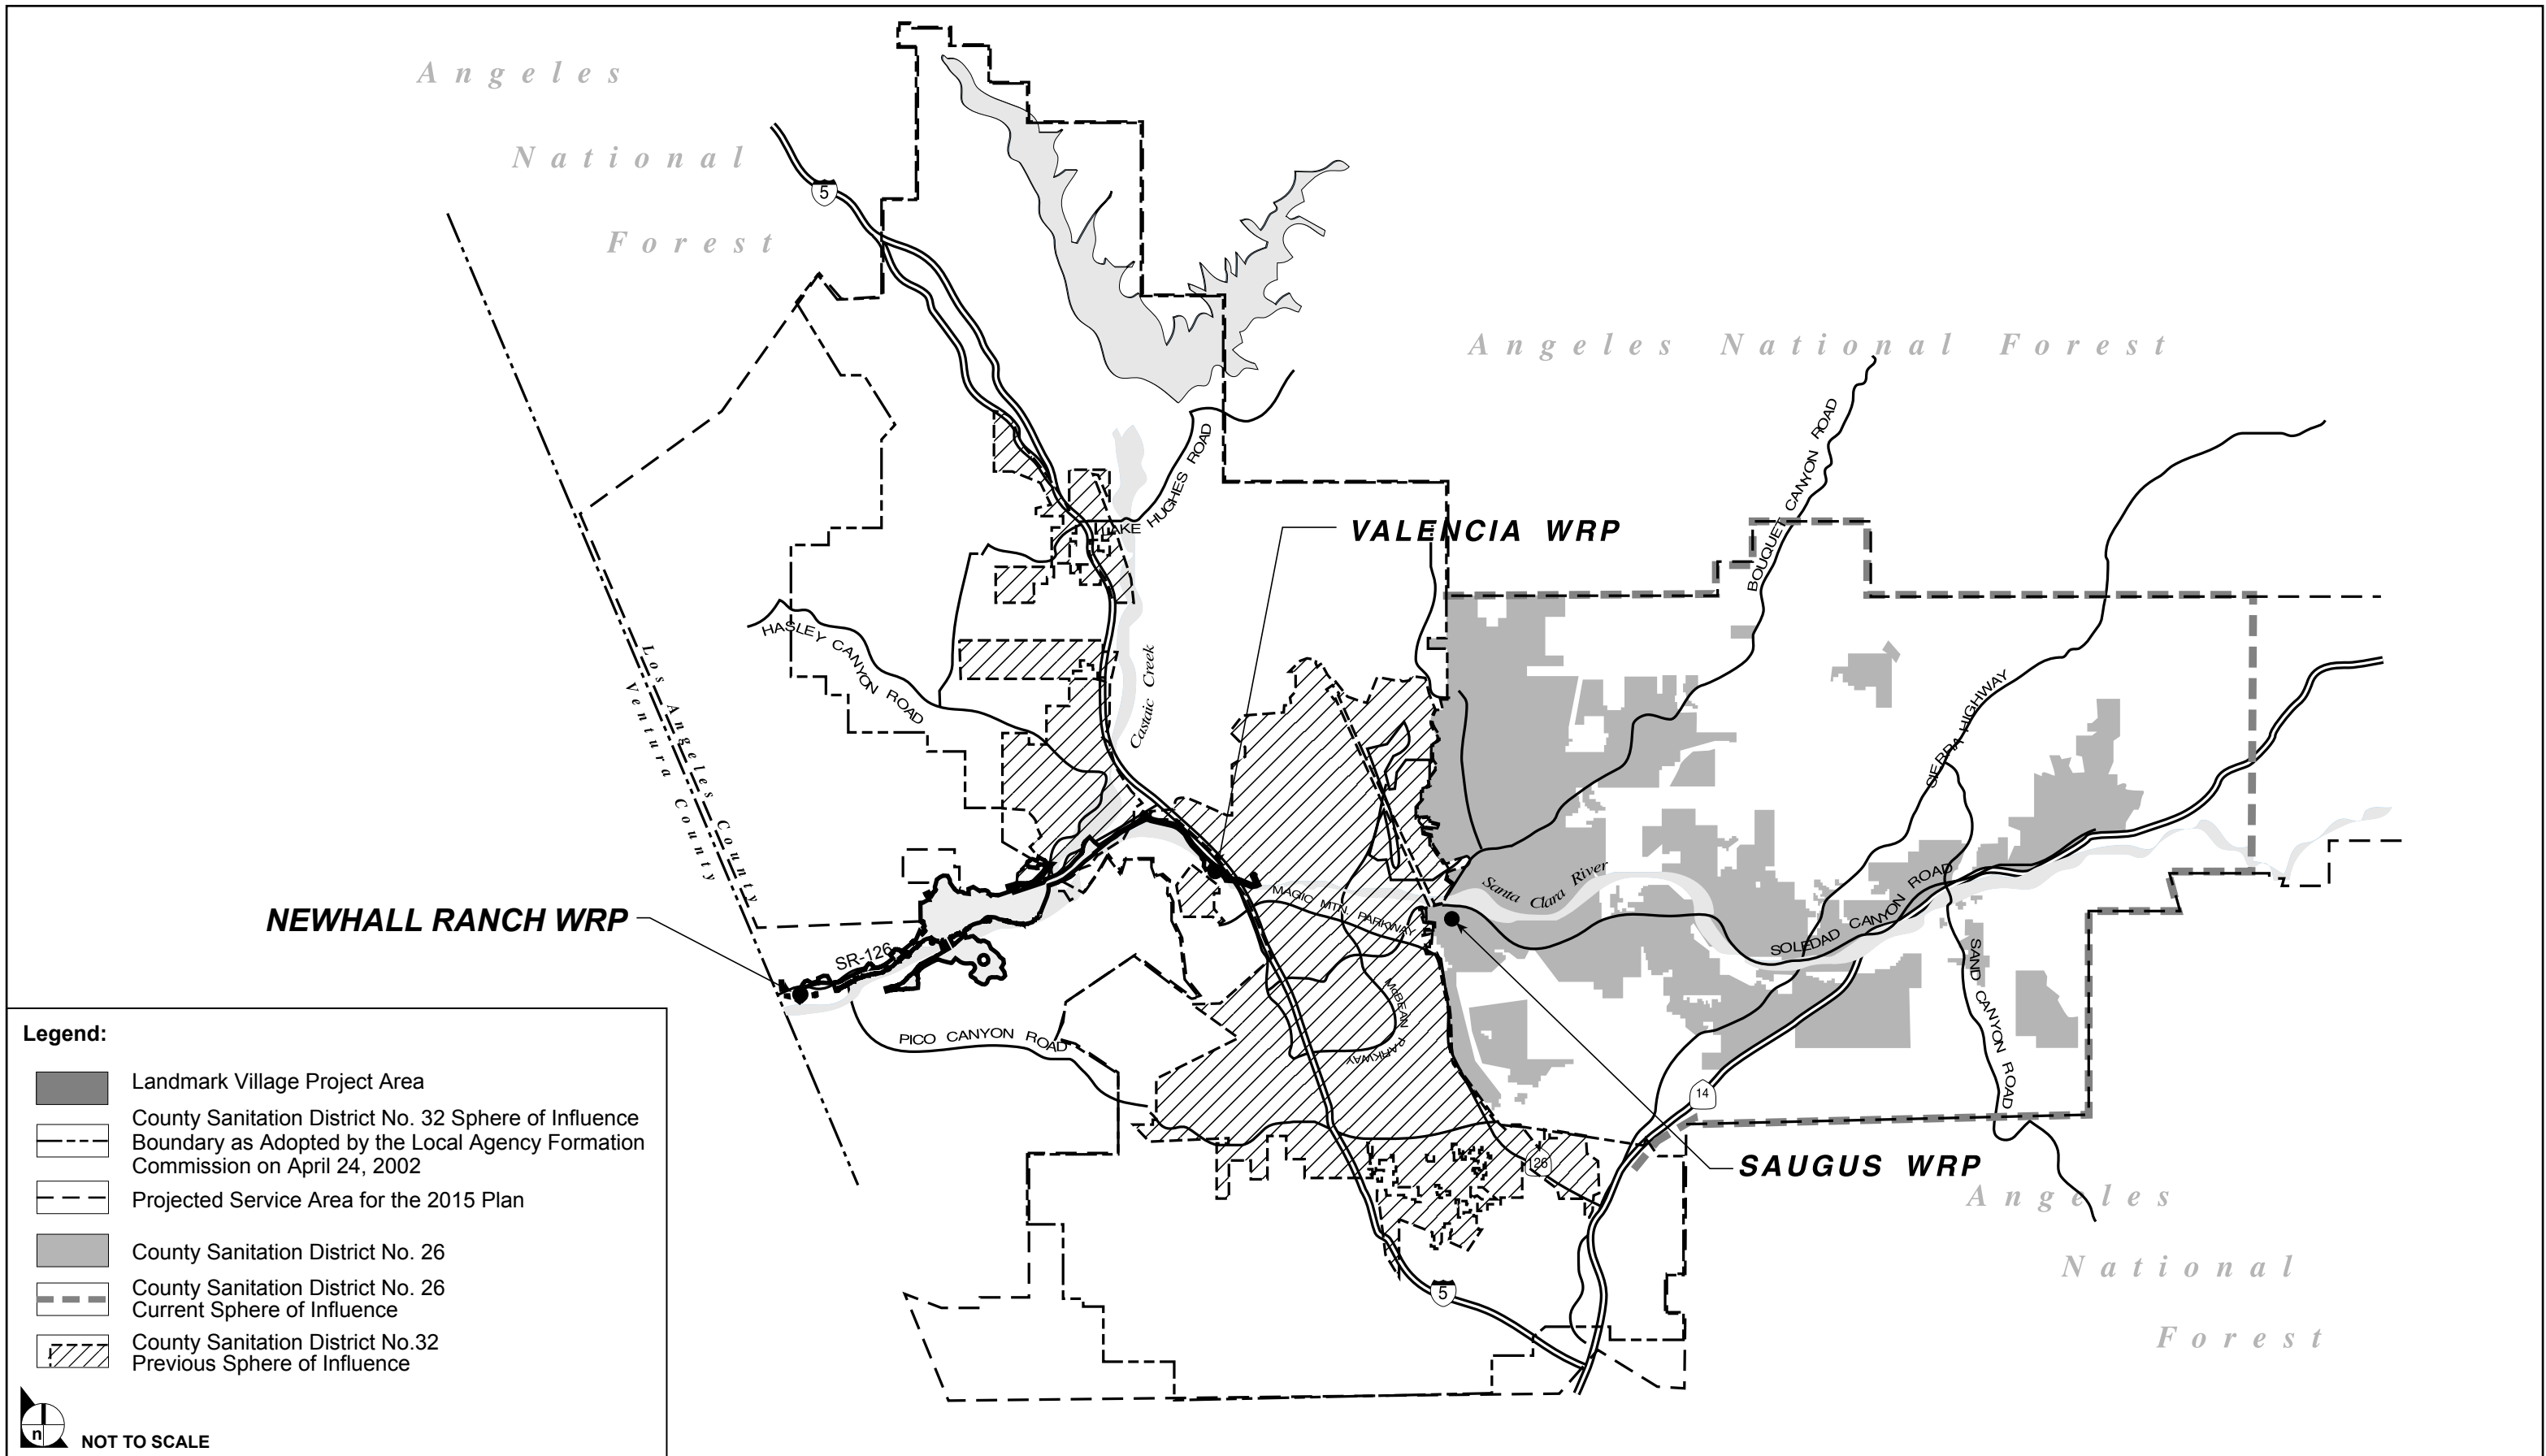 Angeles
National
Forest
5
Angeles National Forest
BOUQUET CANYON ROAD
LAKE HUGHES ROAD
VALENCIA WRP
HASLEY CANYON ROAD
Castaic Creek
SIERRA HIGHWAY
Los Angeles County
Ventura County
Santa Clara River
MAGIC MTN. PARKWAY
SOLEDAD CANYON ROAD
NEWHALL RANCH WRP
SR-126
SAND CANYON ROAD
McBEAN PARKWAY
PICO CANYON ROAD
14
126
SAUGUS WRP
5
Angeles
National
Forest
Legend:
Landmark Village Project Area
County Sanitation District No. 32 Sphere of Influence
Boundary as Adopted by the Local Agency Formation
Commission on April 24, 2002
Projected Service Area for the 2015 Plan
County Sanitation District No. 26
County Sanitation District No. 26
Current Sphere of Influence
County Sanitation District No.32
Previous Sphere of Influence
n
NOT TO SCALE